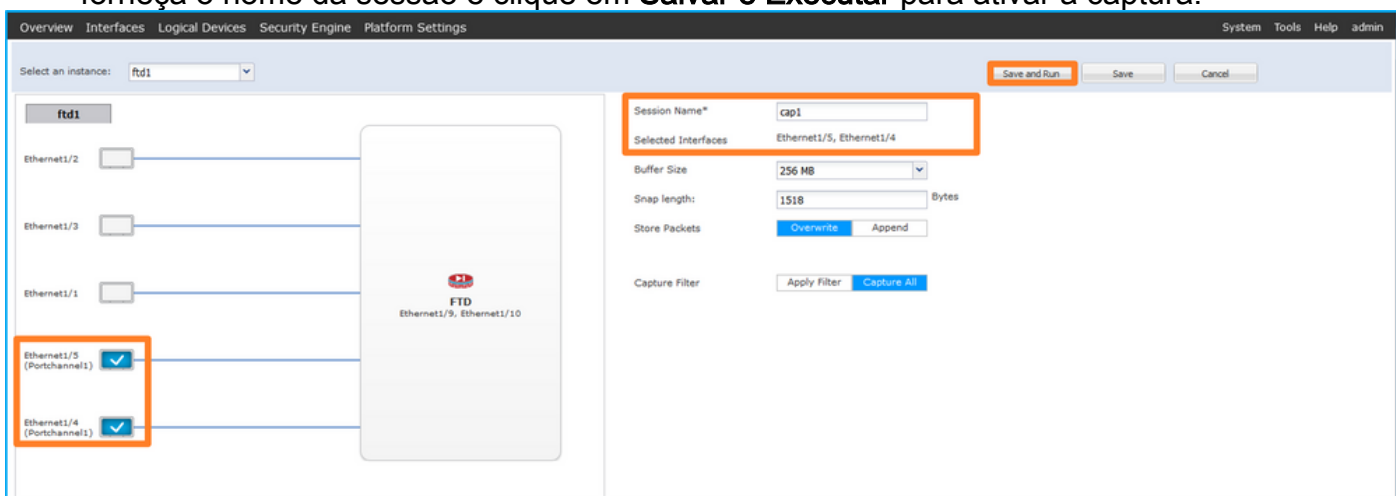 forneça o nome da sessão e clique em Salvar e Executar para ativar a captura.
Overview Interfaces Logical Devices Security Engine Platform Settings System Tools Help admin
Select an instance: ftd1 Save and Run Save Cancel
ftd1
Session Name* cap1
Selected Interfaces Ethernet1/5, Ethernet1/4
Ethernet1/2
Buffer Size 256 MB
Snap length: 1518 Bytes
Ethernet1/3
Store Packets Overwrite Append
Ethernet1/1
Capture Filter Apply Filter Capture All
FTD
Ethernet1/9, Ethernet1/10
Ethernet1/5
(Portchannel1)
Ethernet1/4
(Portchannel1)